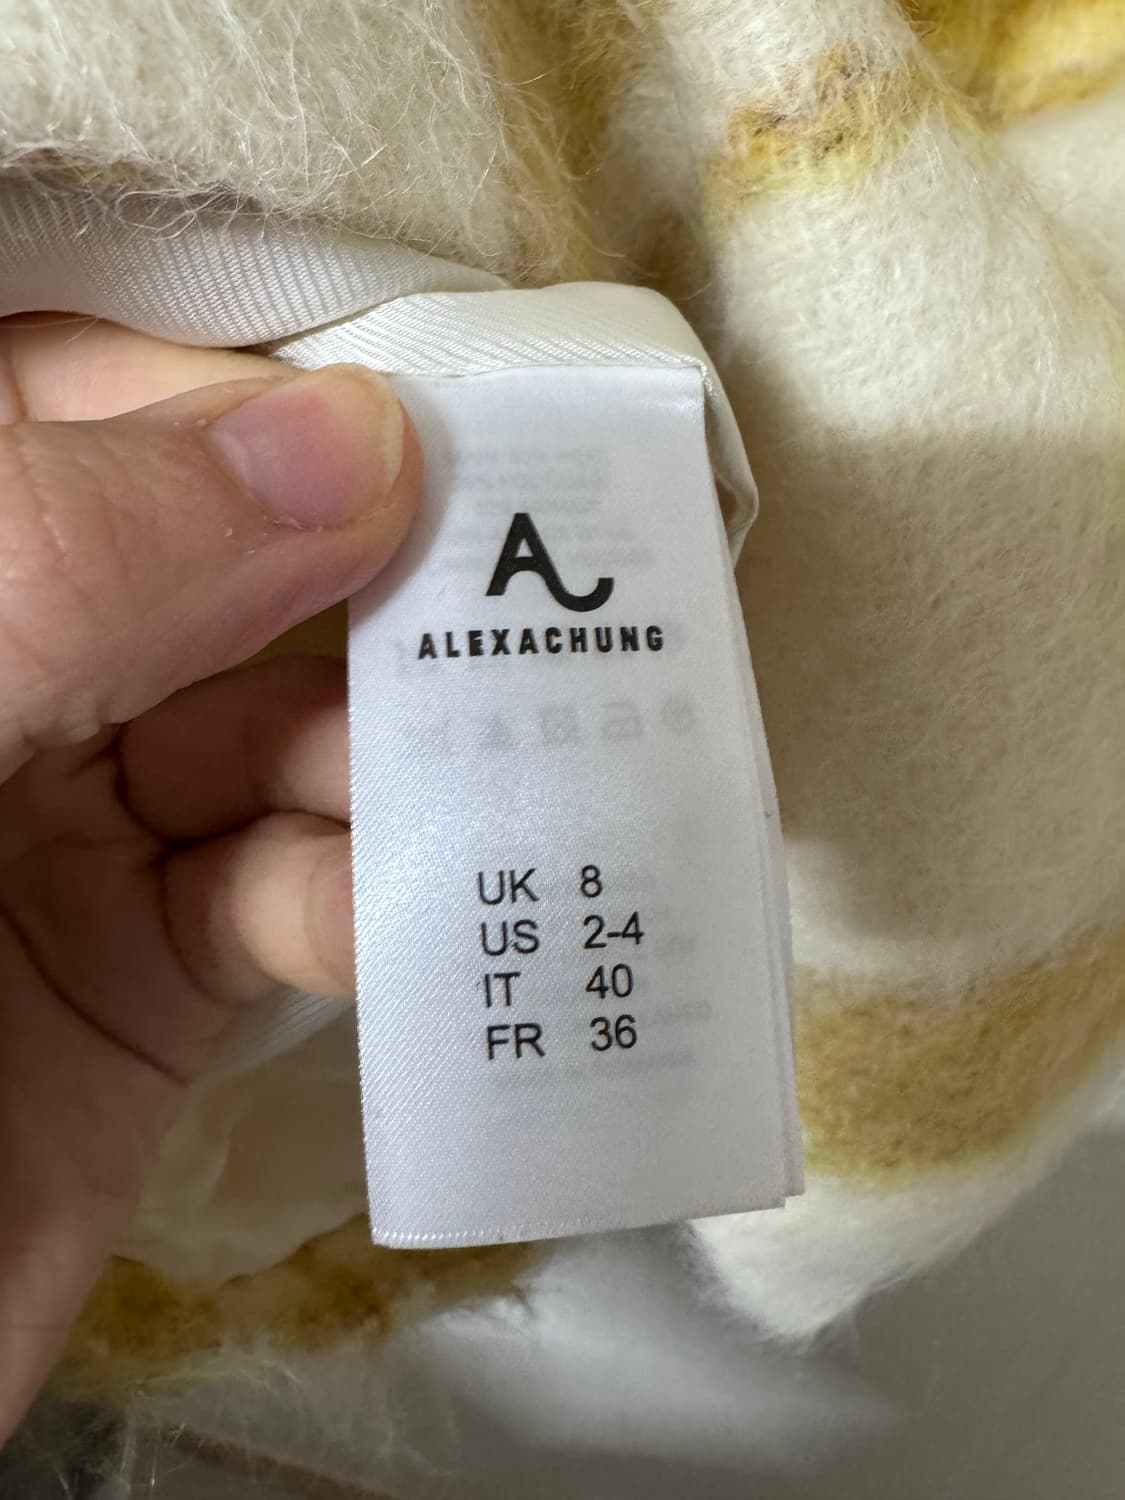 A
ALEXACHUNG
UK 8
US 2-4
IT 40
FR 36